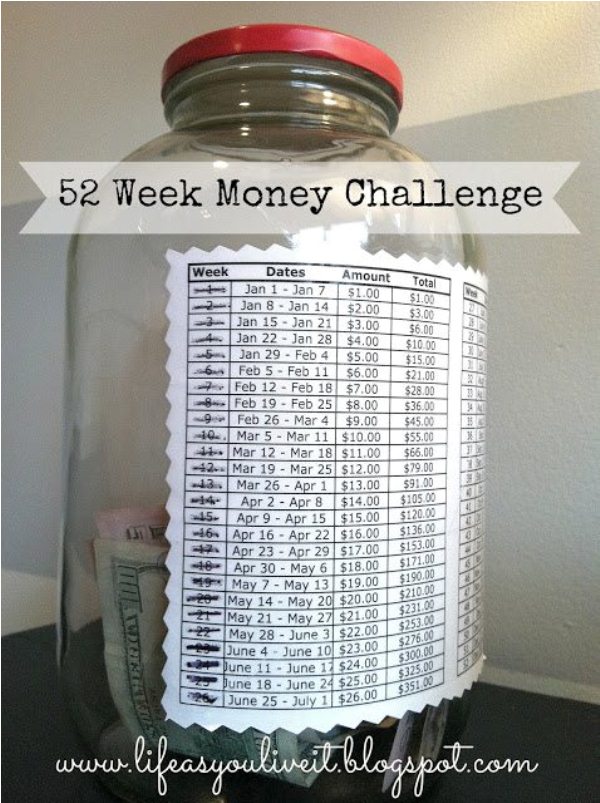 52 Week Money Challenge
Week Dates Amount Total Week
1 Jan 1 - Jan 7 $1.00 $1.00 27
2 Jan 8 - Jan 14 $2.00 $3.00
3 Jan 15 - Jan 21 $3.00 $6.00
4 Jan 22 - Jan 28 $4.00 $10.00 30
5 Jan 29 - Feb 4 $5.00 $15.00 31
6 Feb 5 - Feb 11 $6.00 $21.00 32
7 Feb 12 - Feb 18 $7.00 $28.00 33
8 Feb 19 - Feb 25 $8.00 $36.00 34
9 Feb 26 - Mar 4 $9.00 $45.00 35
10 Mar 5 - Mar 11 $10.00 $55.00
11 Mar 12 - Mar 18 $11.00 $66.00
12 Mar 19 - Mar 25 $12.00 $79.00
13 Mar 26 - Apr 1 $13.00 $91.00
14 Apr 2 - Apr 8 $14.00 $105.00
15 Apr 9 - Apr 15 $15.00 $120.00
16 Apr 16 - Apr 22 $16.00 $136.00
17 Apr 23 - Apr 29 $17.00 $153.00
18 Apr 30 - May 6 $18.00 $171.00
19 May 7 - May 13 $19.00 $190.00
20 May 14 - May 20 $20.00 $210.00
21 May 21 - May 27 $21.00 $231.00
22 May 28 - June 3 $22.00 $253.00
23 June 4 - June 10 $23.00 $276.00
24 June 11 - June 17 $24.00 $300.00
25 June 18 - June 24 $25.00 $325.00
26 June 25 - July 1 $26.00 $351.00
www.lifeasyouliveit.blogspot.com